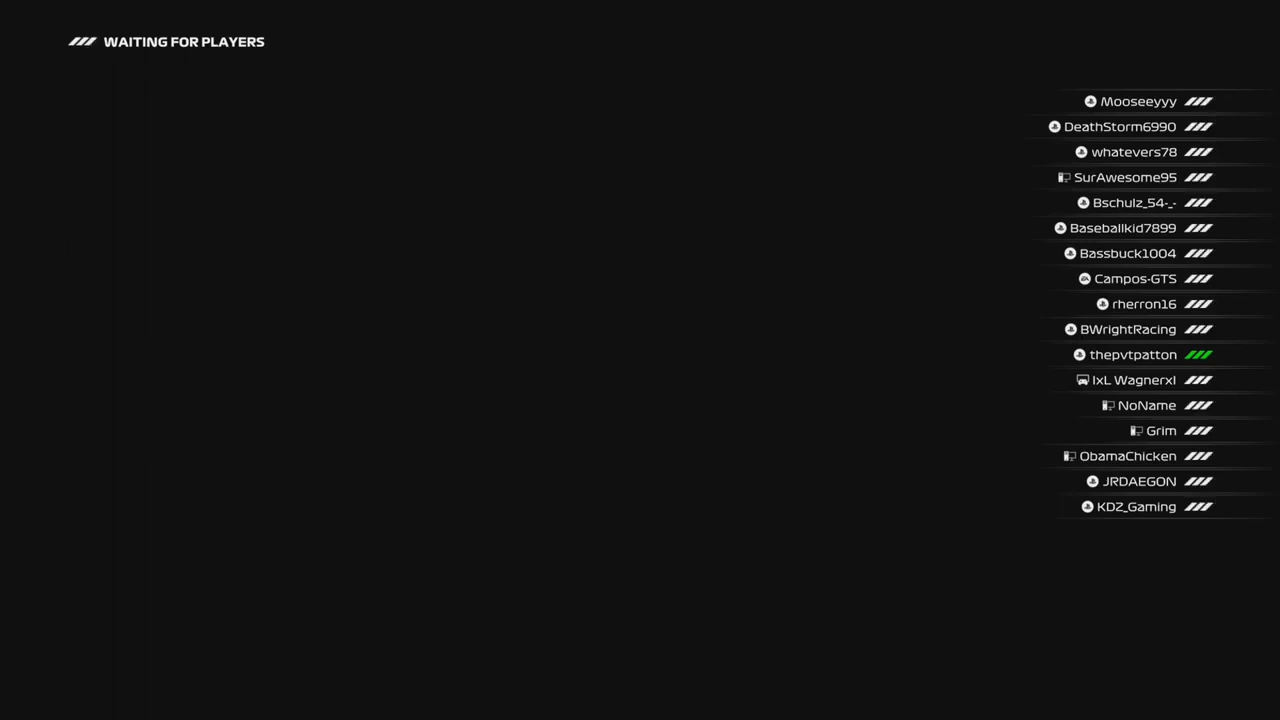 WAITING FOR PLAYERS
Mooseeyyy
DeathStorm6990
whatevers78
SurAwesome95
Bschulz_54-_-
Baseballkid7899
Bassbuck1004
Campos-GTS
rherron16
BWrightRacing
thepvtpatton
IxL WagnerxI
NoName
Grim
ObamaChicken
JRDAEGON
KDZ_Gaming